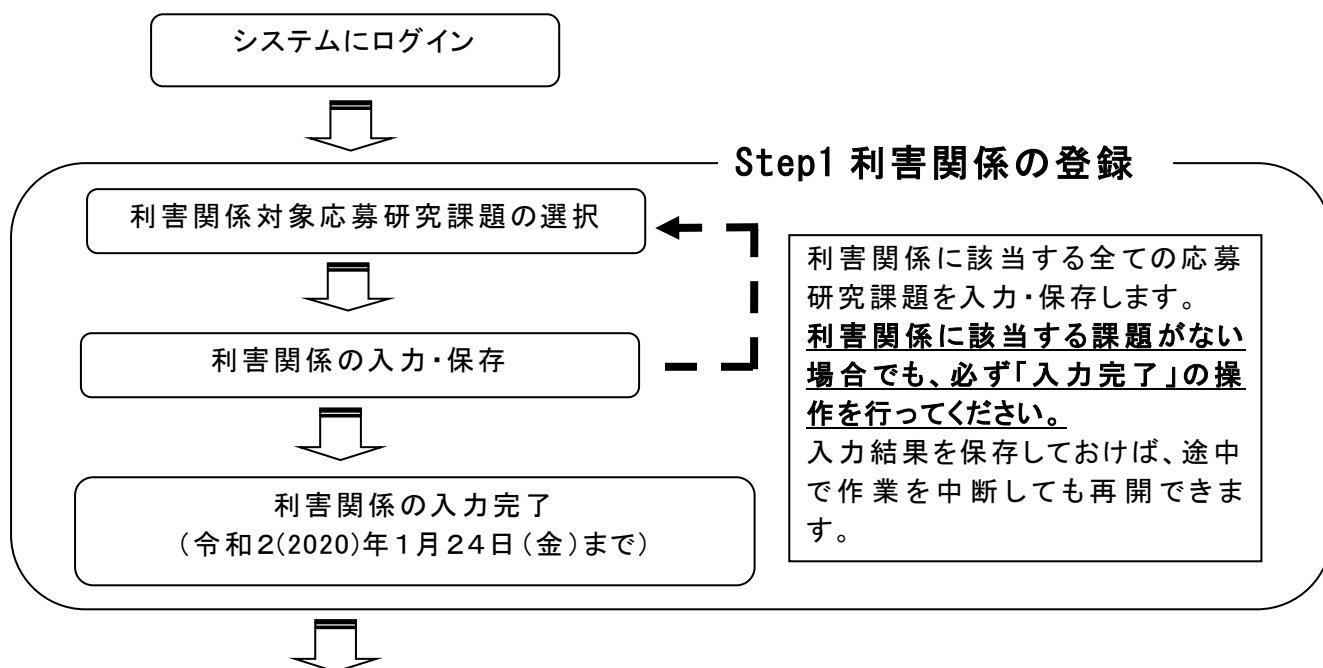 システムにログイン
Step1 利害関係の登録
利害関係対象応募研究課題の選択
利害関係の入力・保存
利害関係の入力完了
（令和２(2020)年１月２４日（金）まで）
利害関係に該当する全ての応募
研究課題を入力・保存します。
利害関係に該当する課題がない
場合でも、必ず「入力完了」の操
作を行ってください。
入力結果を保存しておけば、途中
で作業を中断しても再開できま
す。